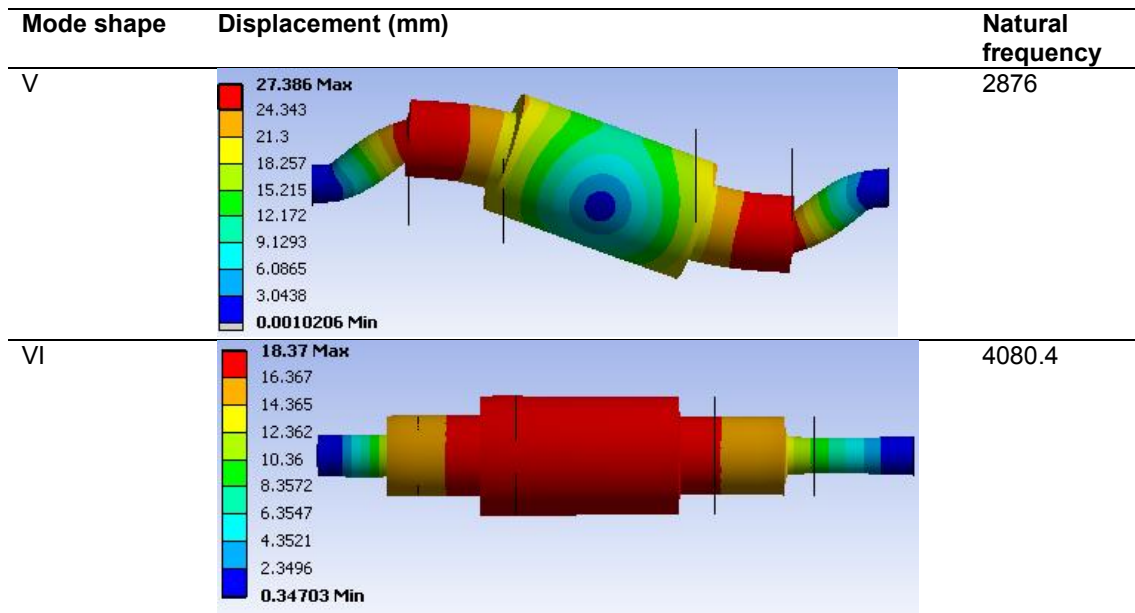 Mode shape Displacement (mm) Natural
frequency
V 2876
27.386 Max
24.343
21.3
18.257
15.215
12.172
9.1293
6.0865
3.0438
0.0010206 Min
VI 4080.4
18.37 Max
16.367
14.365
12.362
10.36
8.3572
6.3547
4.3521
2.3496
0.34703 Min